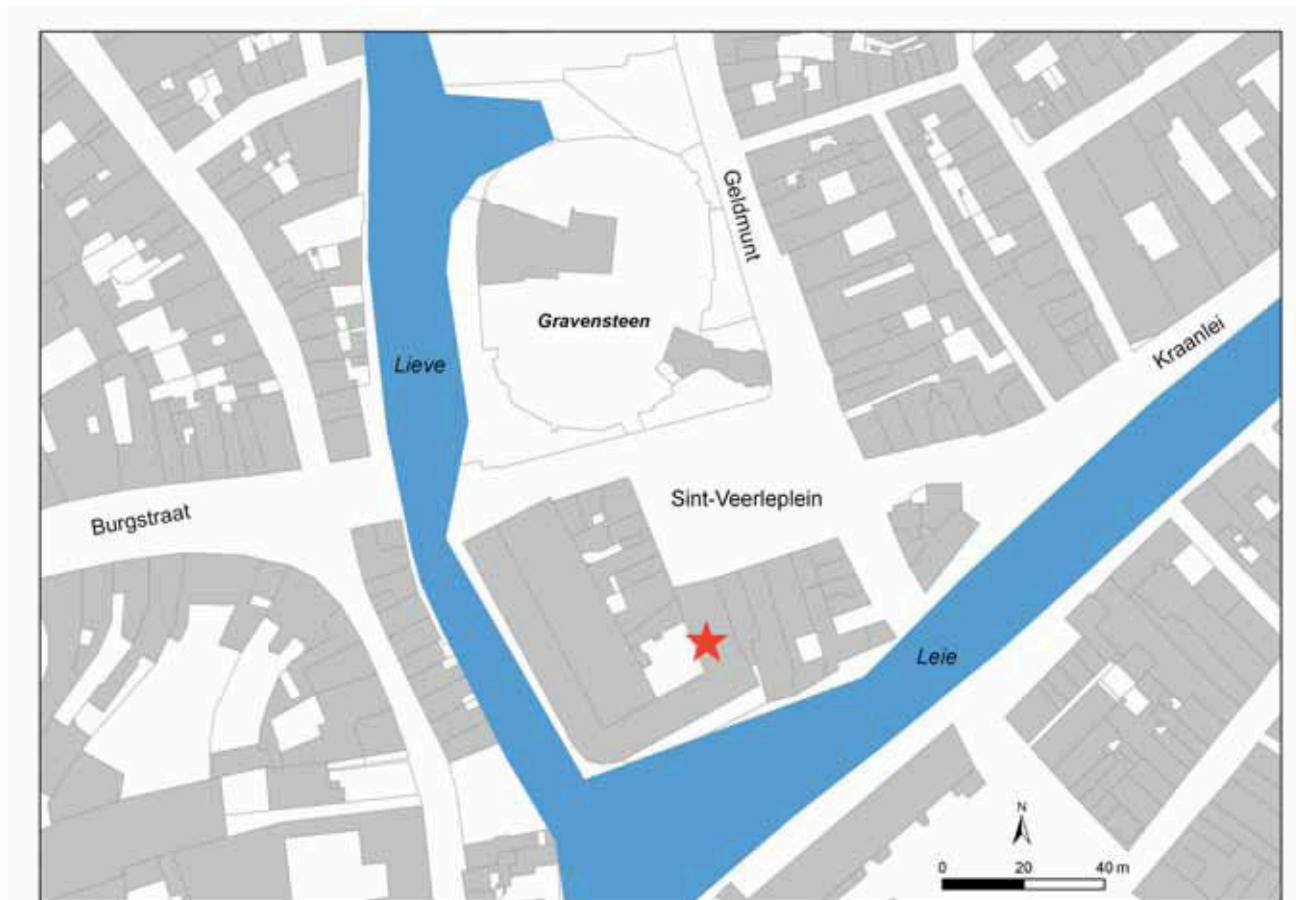 Geldmunt
Gravensteen
Kraanlei
Lieve
Sint-Veerleplein
Burgstraat
Leie
N
0 20 40 m